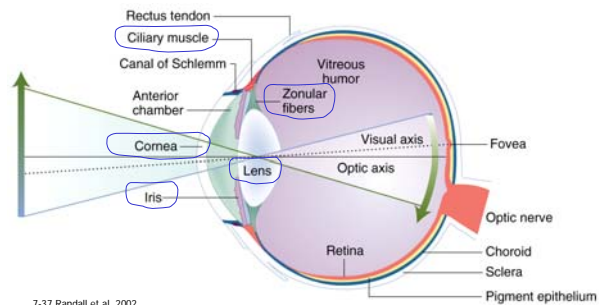 Rectus tendon
Ciliary muscle
Canal of Schlemm
Anterior
chamber
Cornea
Iris
Vitreous
humor
Zonular
fibers
Lens
Visual axis
Optic axis
Fovea
Optic nerve
Retina
Choroid
Sclera
Pigment epithelium
7-37 Randall et al. 2002